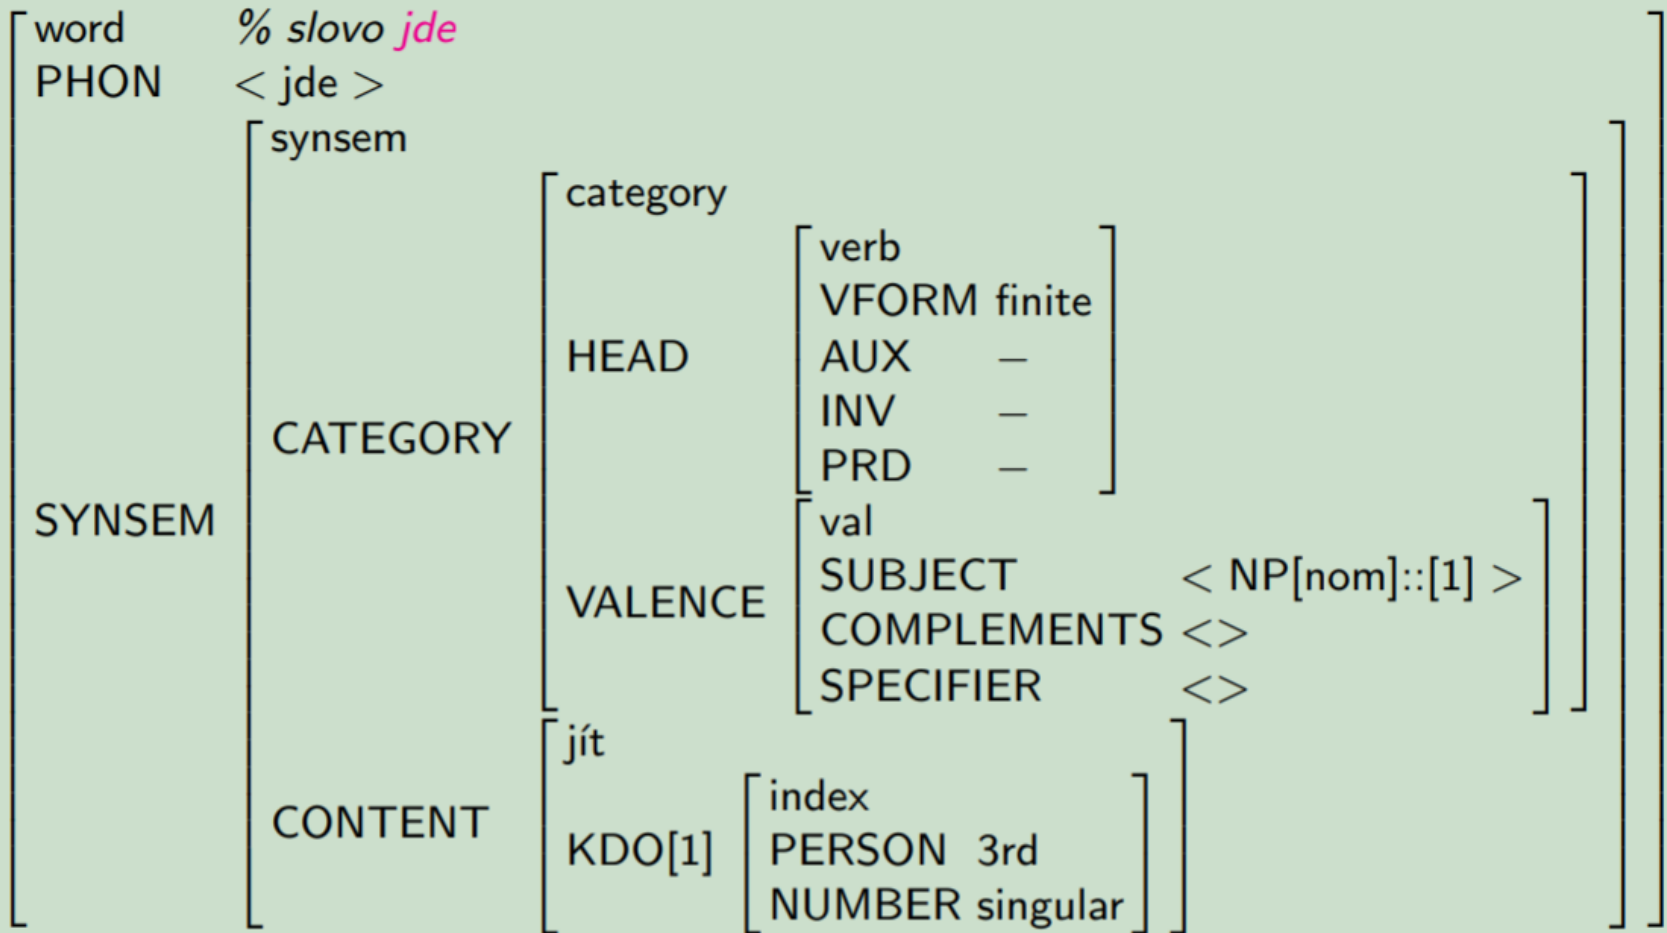 word % slovo jde
PHON < jde >
synsem
category
verb
VFORM finite
HEAD AUX –
INV –
CATEGORY PRD –
SYNSEM val
SUBJECT < NP[nom]::[1] >
VALENCE COMPLEMENTS <>
SPECIFIER <>
jít
index
CONTENT KDO[1] PERSON 3rd
NUMBER singular